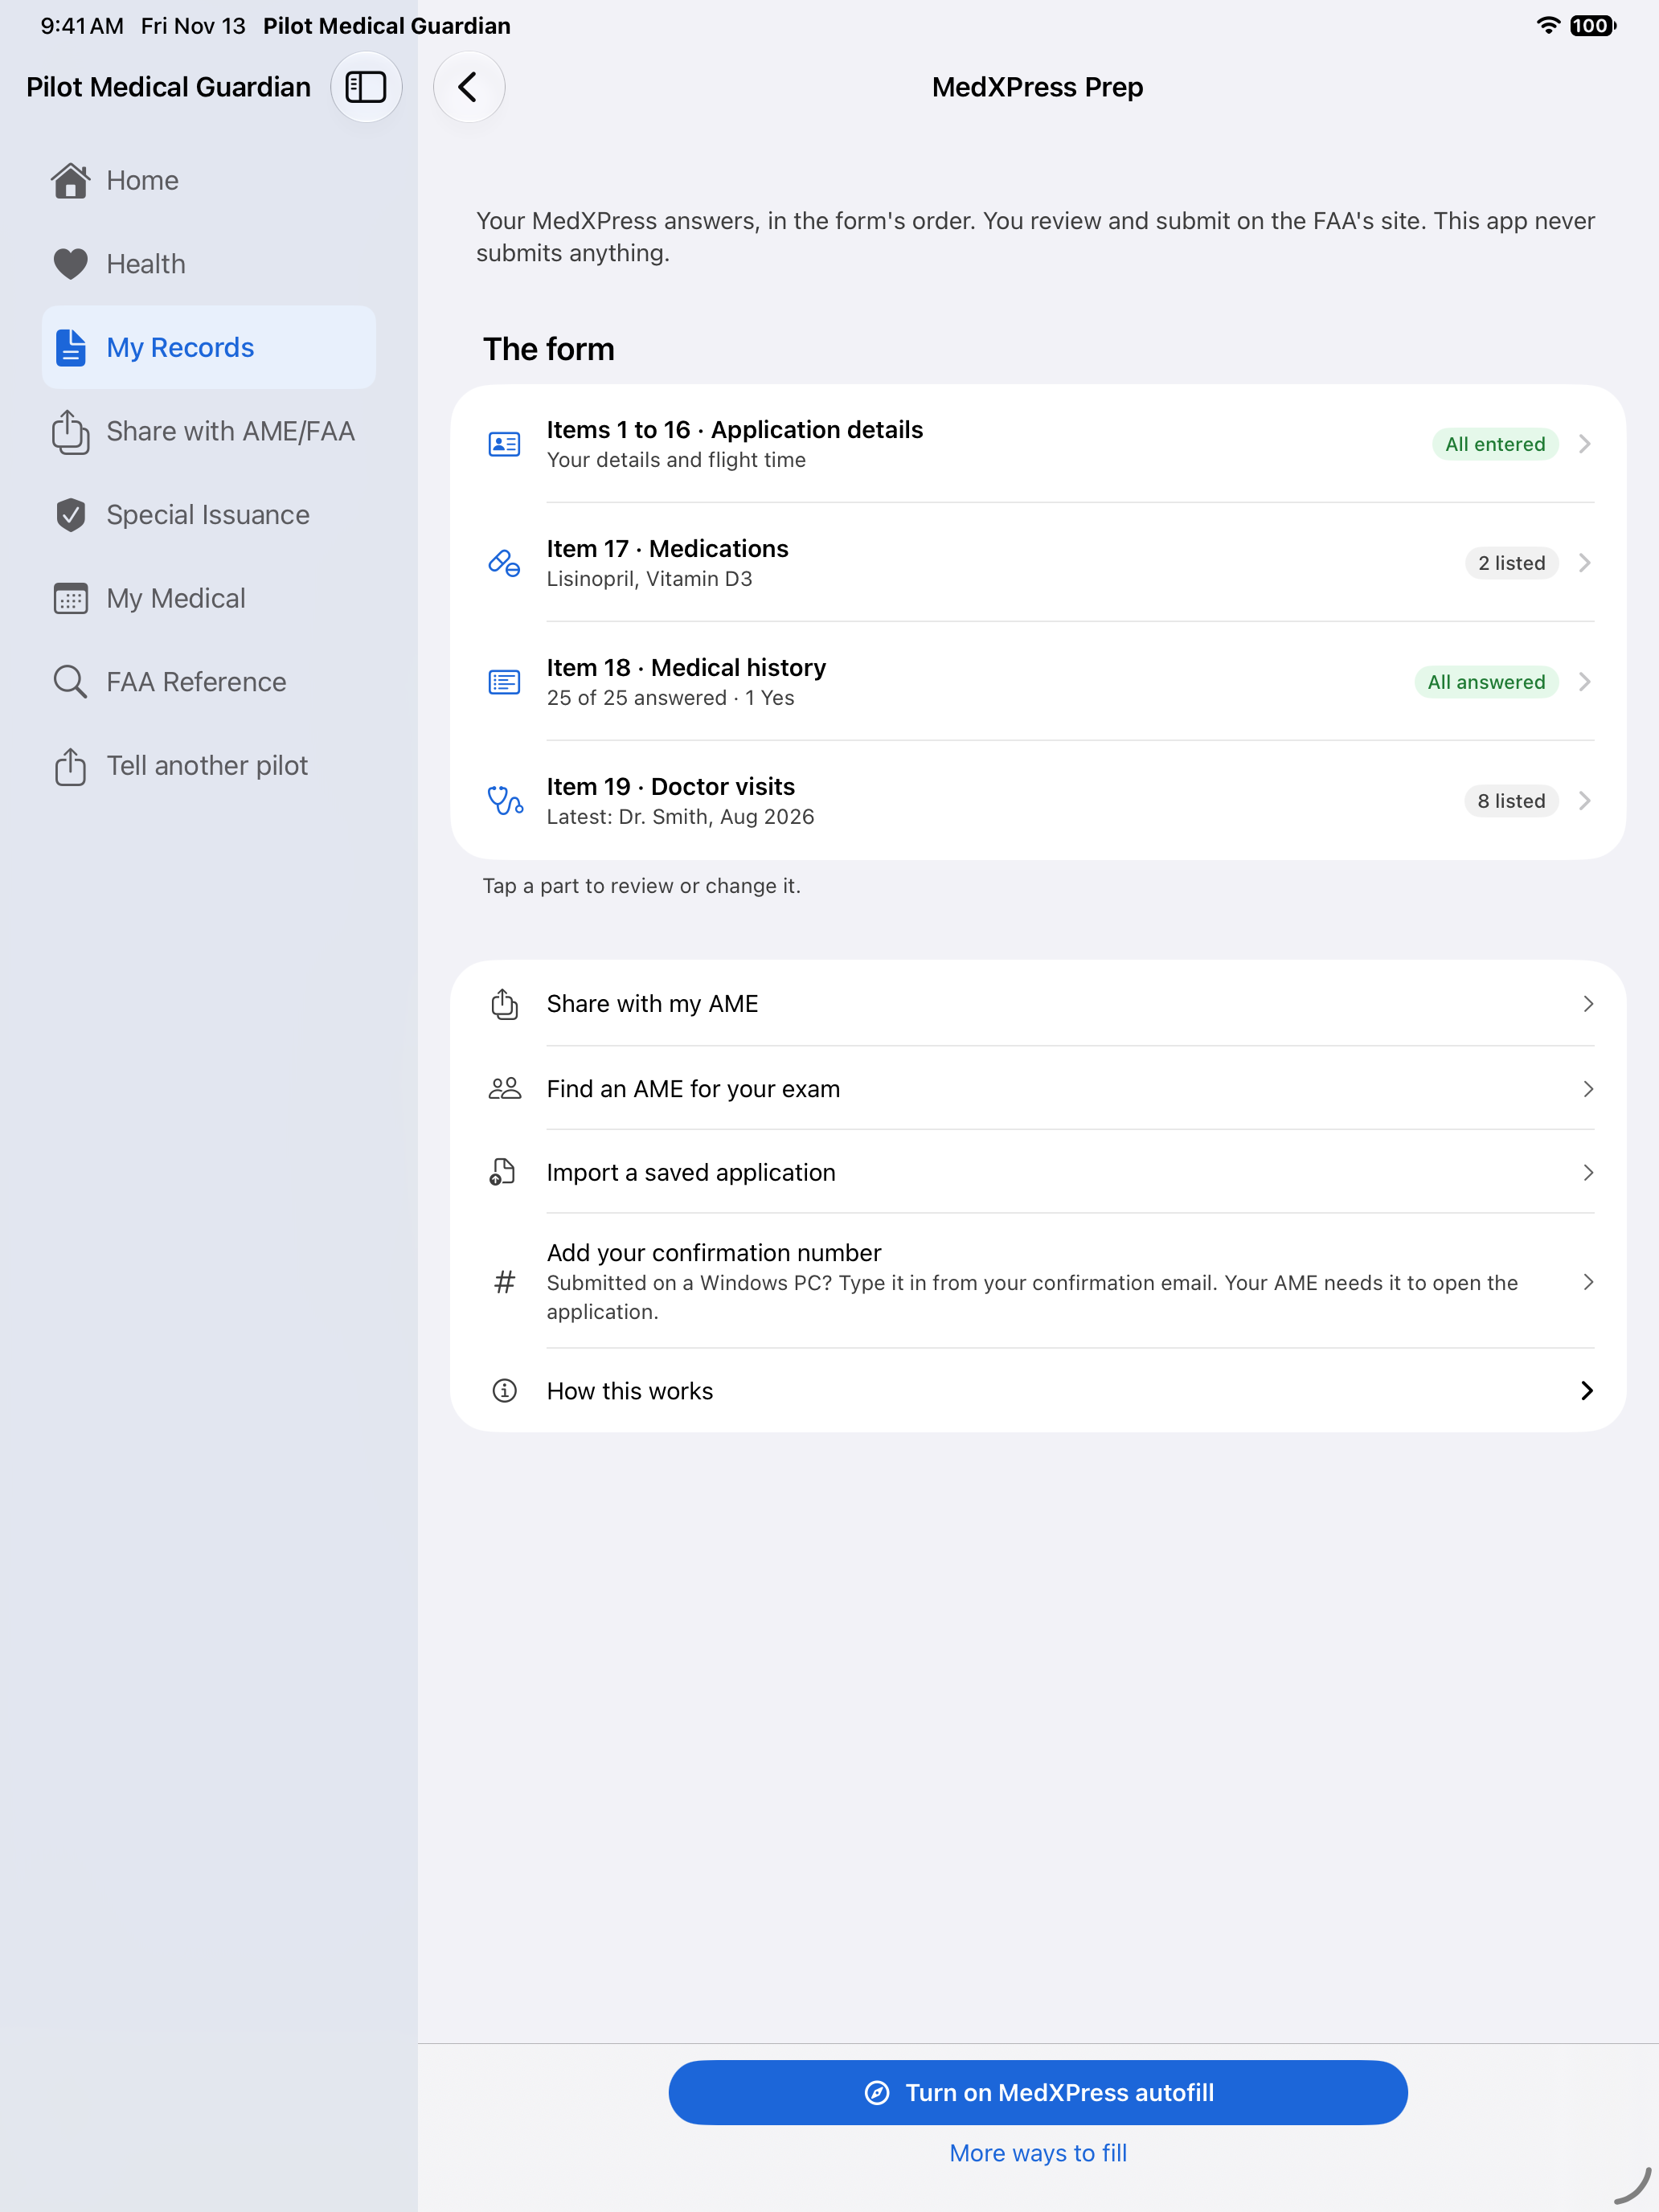 9:41 AM Fri Nov 13 Pilot Medical Guardian
100
Pilot Medical Guardian
MedXPress Prep
Home
Health
My Records
Share with AME/FAA
Special Issuance
My Medical
FAA Reference
Tell another pilot
Your MedXPress answers, in the form's order. You review and submit on the FAA's site. This app never
submits anything.
The form
Items 1 to 16 · Application details
Your details and flight time
All entered
Item 17 · Medications
Lisinopril, Vitamin D3
2 listed
Item 18 · Medical history
25 of 25 answered · 1 Yes
All answered
Item 19 · Doctor visits
Latest: Dr. Smith, Aug 2026
8 listed
Tap a part to review or change it.
Share with my AME
Find an AME for your exam
Import a saved application
# Add your confirmation number
Submitted on a Windows PC? Type it in from your confirmation email. Your AME needs it to open the
application.
How this works
Turn on MedXPress autofill
More ways to fill